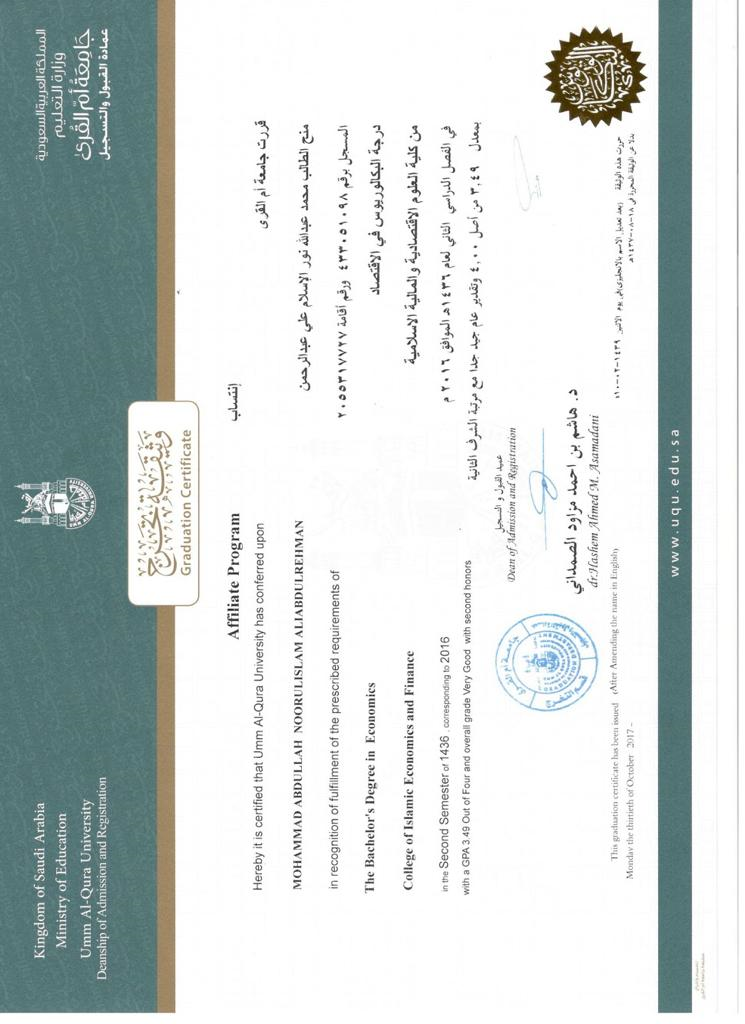 Kingdom of Saudi Arabia
Ministry of Education
Umm Al-Qura University
Deanship of Admission and Registration
المملكة العربية السعودية
وزارة التعليم
جامعة أم القرى
عمادة القبول والتسجيل
وثيقة تخرج
Graduation Certificate
Affiliate Program
إنتساب
Hereby it is certified that Umm Al-Qura University has conferred upon
MOHAMMAD ABDULLAH NOORULISLAM ALIABDULREHMAN
in recognition of fulfillment of the prescribed requirements of
The Bachelor's Degree in Economics
College of Islamic Economics and Finance
in the Second Semester of 1436 , corresponding to 2016
with a GPA 3.49 Out of Four and overall grade Very Good with second honors
قررت جامعة أم القرى
منح الطالب محمد عبدالله نور الإسلام علي عبدالرحمن
المسجل برقم ٤٣٣٠٥١٠٩٨ ورقم أقامة ٢٠٥٥٣١٧٧٢٧
درجة البكالوريوس في الاقتصاد
من كلية العلوم الاقتصادية والمالية الاسلامية
في الفصل الدراسي الثاني لعام ١٤٣٦هـ الموافق ٢٠١٦ م
بمعدل ٣,٤٩ من أصل ٤,٠٠ وتقدير عام جيد جدا مع مرتبة الشرف الثانية
عميد القبول و التسجيل
Dean of Admission and Registration
د. هاشم بن احمد مزاود الصمداني
dr.Hashem Ahmed M. Asamadani
This graduation certificate has been issued (After Amending the name in English)
Monday the thirtieth of October 2017 -
حررت هذه الوثيقة (بعد تعديل الاسم بالانجليزي) في يوم الاثنين ١٤٣٩-٠٢-١٠هـ
بدلا عن الوثيقة المحررة في ١٨-٠٨-١٤٣٧هـ
www.uqu.edu.sa